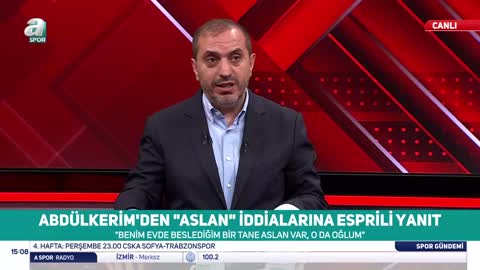 a
SPOR
CANLI
ABDÜLKERİM'DEN "ASLAN" İDDİALARINA ESPRİLİ YANIT
"BENİM EVDE BESLEDİĞİM BİR TANE ASLAN VAR, O DA OĞLUM"
15:08
4. HAFTA: PERŞEMBE 23.00 CSKA SOFYA-TRABZONSPOR
SPOR GÜNDEMİ
A SPOR RADYO
İZMİR - Merkez
100.2